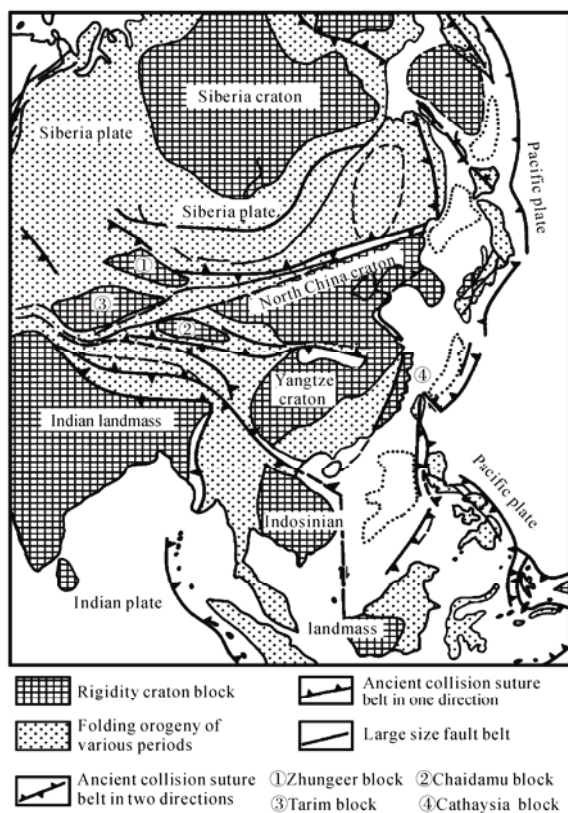 Siberia craton
Siberia plate
Pacific plate
Siberia plate
①
North China craton
③
②
Yangtze
craton
④
Indian landmass
Indosinian
Pacific plate
Indian plate
landmass
Rigidity craton block
Folding orogeny of
various periods
Ancient collision suture
belt in two directions
Ancient collision suture
belt in one direction
Large size fault belt
①Zhungeer block ②Chaidamu block
③Tarim block ④Cathaysia block